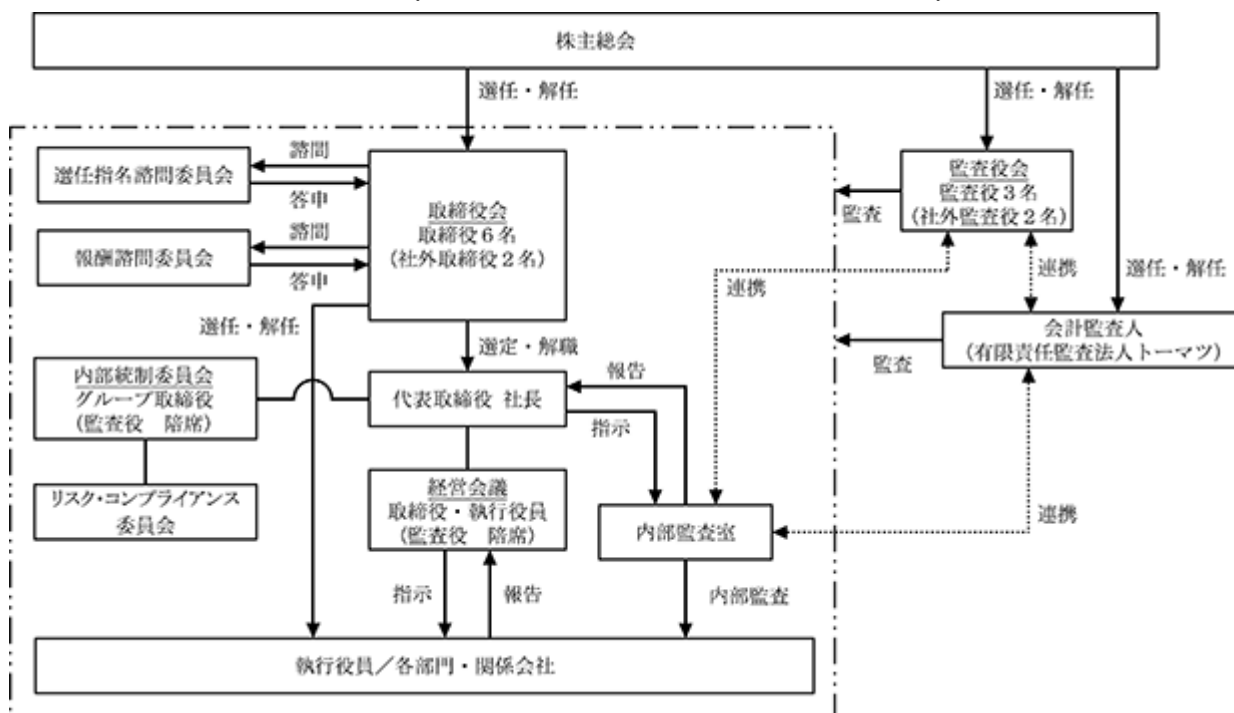 株主総会
選任・解任
選任・解任
選任指名諮問委員会
諮問
答申
報酬諮問委員会
諮問
答申
取締役会
取締役6名
(社外取締役2名)
監査役会
監査役3名
(社外監査役2名)
監査
連携
連携
選任・解任
会計監査人
(有限責任監査法人トーマツ)
監査
選任・解任
選定・解職
内部統制委員会
グループ取締役
(監査役 陪席)
代表取締役 社長
報告
指示
リスク・コンプライアンス
委員会
経営会議
取締役・執行役員
(監査役 陪席)
内部監査室
連携
指示
報告
内部監査
執行役員/各部門・関係会社